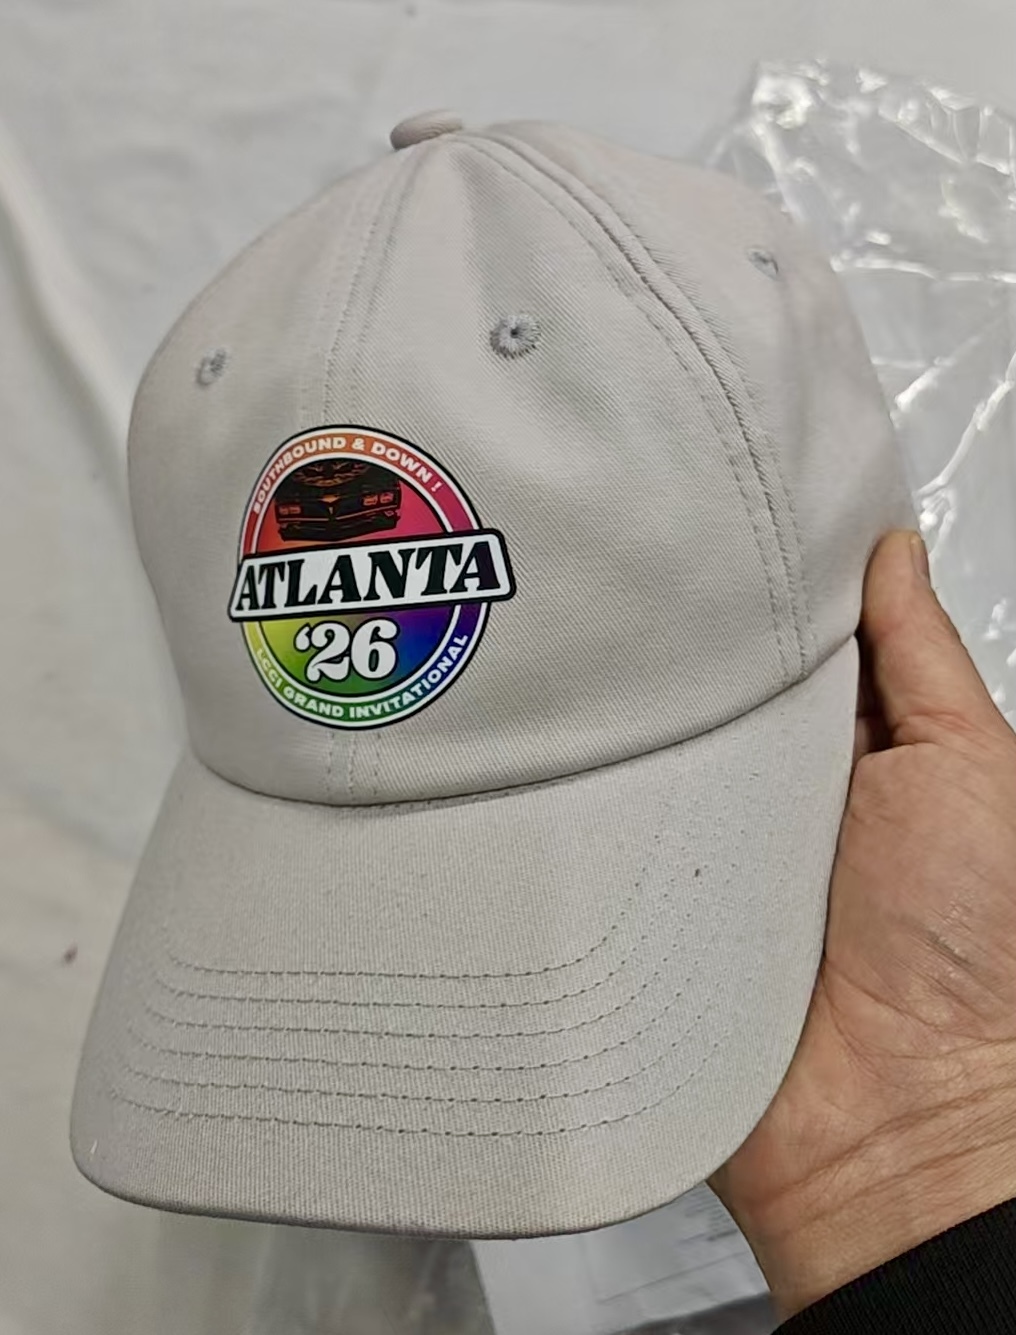 SOUTHBOUND & DOWN!
ATLANTA
'26
LCCI GRAND INVITATIONAL